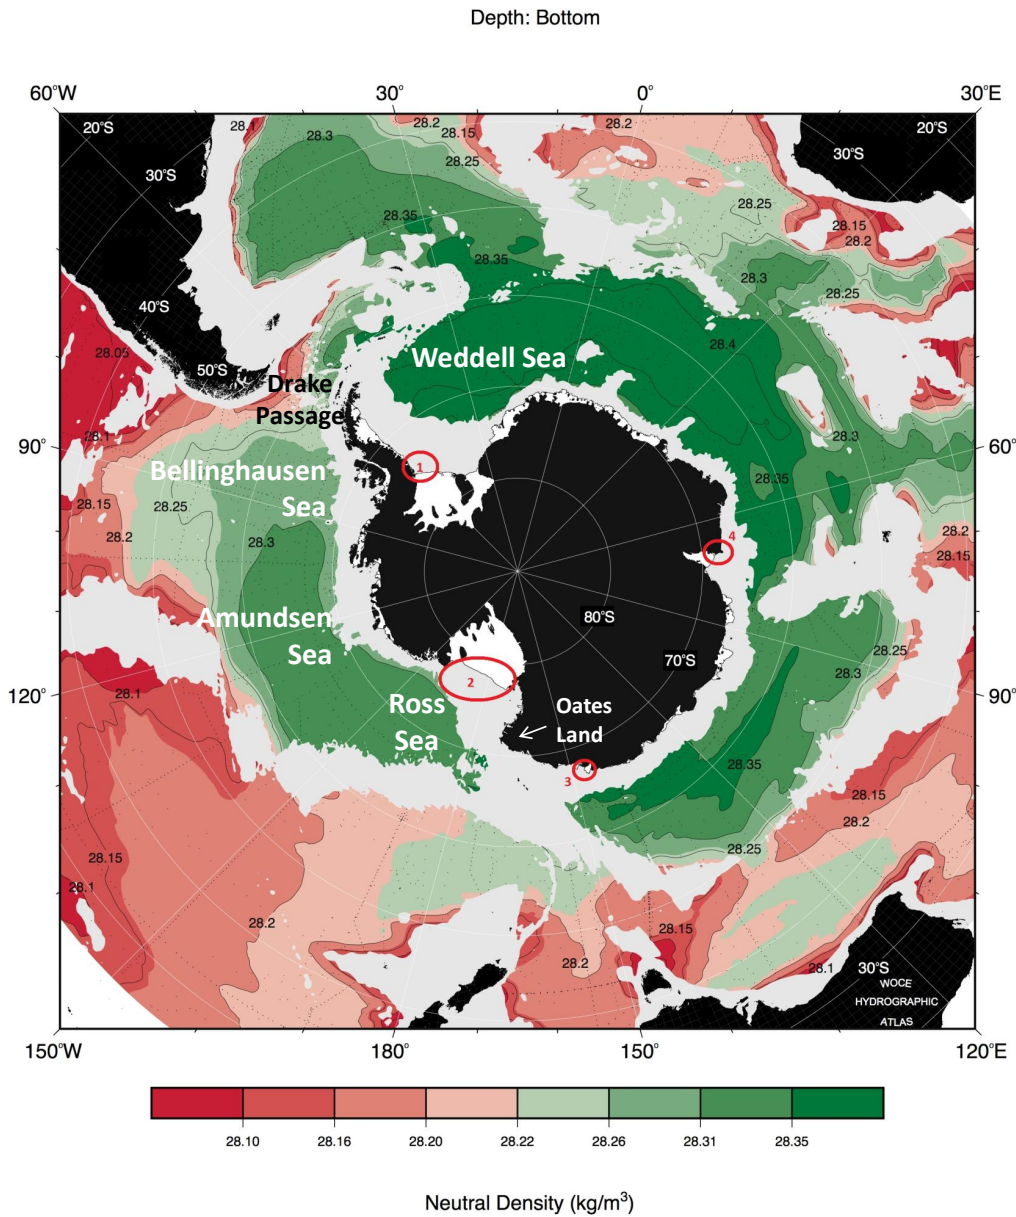 Depth: Bottom
60°W
30°
0°
30°E
20°S
28.1
28.2
28.15
28.2
20°S
28.3
30°S
28.25
30°S
28.25
28.35
28.15
28.2
28.35
28.3
28.25
40°S
28.05
50°S
Weddell Sea
28.4
Drake
Passage
28.1
28.3
90°
60°
1
Bellinghausen
Sea
28.15
28.25
28.35
28.2
28.3
4
28.2
28.15
Amundsen
Sea
80°S
70°S
28.25
28.3
120°
28.1
2
90°
Ross
Sea
Oates
Land
3
28.35
28.15
28.2
28.25
28.15
28.1
28.2
28.15
28.2
28.1
30°S
WOCE
HYDROGRAPHIC
ATLAS
150°W
180°
150°
120°E
28.10
28.16
28.20
28.22
28.26
28.31
28.35
Neutral Density (kg/m³)